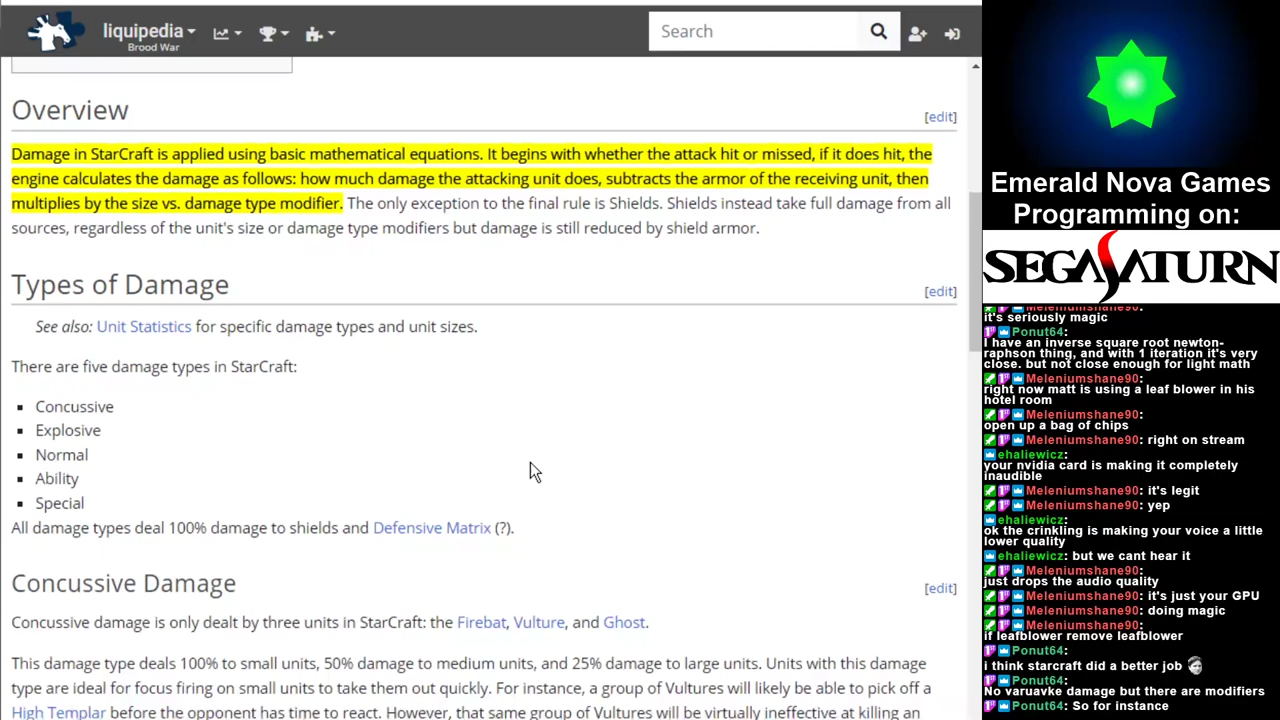 liquipedia
Brood War
Search
Overview
[edit]
Damage in StarCraft is applied using basic mathematical equations. It begins with whether the attack hit or missed, if it does hit, the
engine calculates the damage as follows: how much damage the attacking unit does, subtracts the armor of the receiving unit, then
multiplies by the size vs. damage type modifier. The only exception to the final rule is Shields. Shields instead take full damage from all
sources, regardless of the unit's size or damage type modifiers but damage is still reduced by shield armor.
Types of Damage
[edit]
See also: Unit Statistics for specific damage types and unit sizes.
There are five damage types in StarCraft:
Concussive
Explosive
Normal
Ability
Special
All damage types deal 100% damage to shields and Defensive Matrix (?).
Concussive Damage
[edit]
Concussive damage is only dealt by three units in StarCraft: the Firebat, Vulture, and Ghost.
This damage type deals 100% to small units, 50% damage to medium units, and 25% damage to large units. Units with this damage
type are ideal for focus firing on small units to take them out quickly. For instance, a group of Vultures will likely be able to pick off a
High Templar before the opponent has time to react. However, that same group of Vultures will be virtually ineffective at killing an
Emerald Nova Games
Programming on:
SEGASATURN
Meleniumshane90:
it's seriously magic
Ponut64:
I have an inverse square root newton-
raphson thing, and with 1 iteration it's very
close. but not close enough for light math
Meleniumshane90:
right now matt is using a leaf blower in his
hotel room
Meleniumshane90:
open up a bag of chips
Meleniumshane90: right on stream
ehaliewicz:
your nvidia card is making it completely
inaudible
Meleniumshane90: it's legit
Meleniumshane90: yep
ehaliewicz:
ok the crinkling is making your voice a little
lower quality
ehaliewicz: but we cant hear it
Meleniumshane90:
just drops the audio quality
Meleniumshane90: it's just your GPU
Meleniumshane90: doing magic
Meleniumshane90:
if leafblower remove leafblower
Ponut64:
i think starcraft did a better job
Ponut64:
No varuavke damage but there are modifiers
Ponut64: So for instance